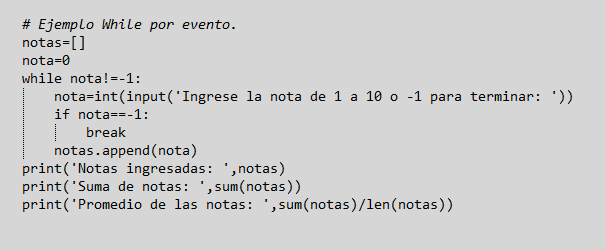 # Ejemplo While por evento.
notas=[]
nota=0
while nota!=-1:
    nota=int(input('Ingrese la nota de 1 a 10 o -1 para terminar: '))
    if nota==-1:
        break
    notas.append(nota)
print('Notas ingresadas: ',notas)
print('Suma de notas: ',sum(notas))
print('Promedio de las notas: ',sum(notas)/len(notas))